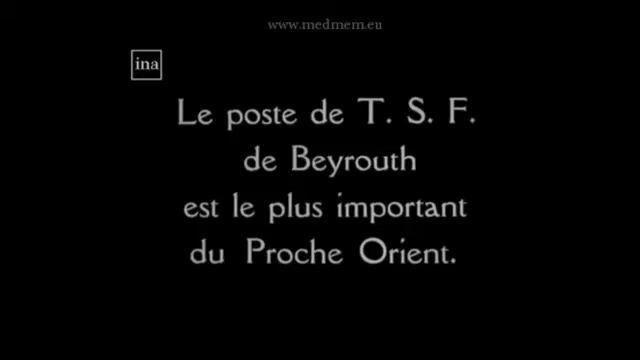 www.medmem.eu
ina
Le poste de T. S. F.
de Beyrouth
est le plus important
du Proche Orient.